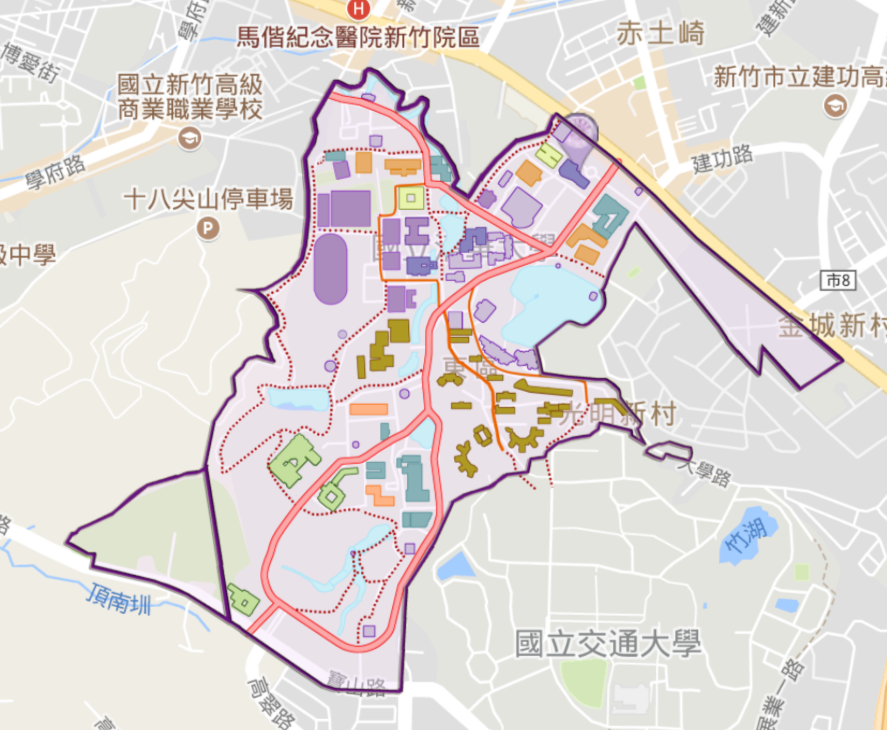 H
馬偕紀念醫院新竹院區
赤土崎
學府
博愛街
國立新竹高級
商業職業學校
新竹市立建功高
建功路
學府路
十八尖山停車場
P
級中學
市8
金城新村
東區
光明新村
大學路
竹湖
頂南圳
國立交通大學
寶山路
高翠路
展業一路